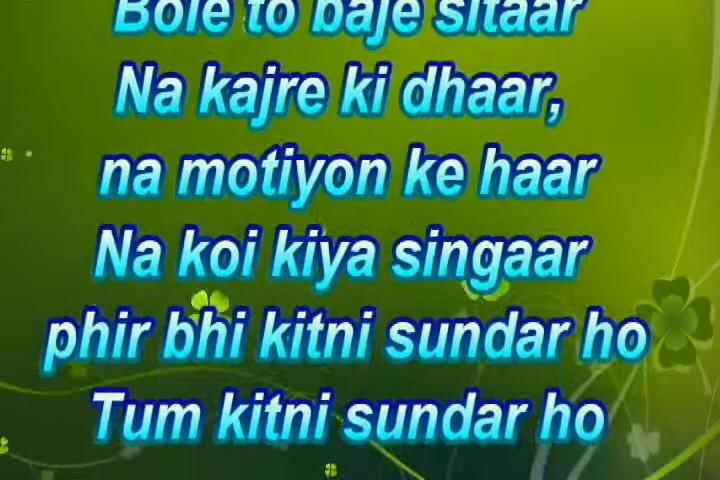 Bole to baje sitaar
Na kajre ki dhaar,
na motiyon ke haar
Na koi kiya singaar
phir bhi kitni sundar ho
Tum kitni sundar ho